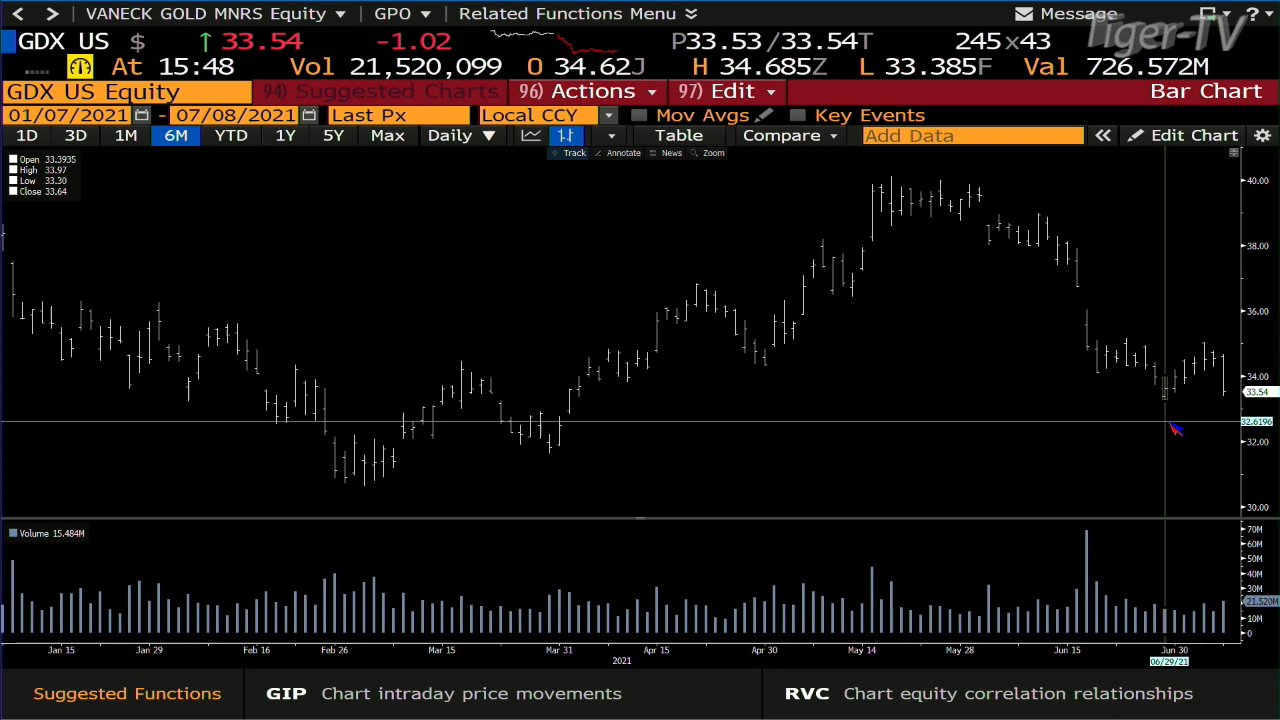 < > VANECK GOLD MNRS Equity GPO Related Functions Menu Message ?
Tiger-TV
GDX US $ ↑ 33.54 -1.02 P33.53/33.54T 245x43
At 15:48 Vol 21,520,099 O 34.62J H 34.685Z L 33.385F Val 726.572M
GDX US Equity 94) Suggested Charts 96) Actions 97) Edit Bar Chart
01/07/2021 - 07/08/2021 Last Px Local CCY Mov Avgs Key Events
1D 3D 1M 6M YTD 1Y 5Y Max Daily ▼ Table Compare Add Data « Edit Chart
Track Annotate News Zoom
Open 33.3935
High 33.97
Low 33.30
Close 33.64
40.00
38.00
36.00
34.00
33.54
32.6196
32.00
30.00
Volume 15.484M
70M
60M
50M
40M
30M
21.520M
10M
0
Jan 15 Jan 29 Feb 16 Feb 26 Mar 15 Mar 31 Apr 15 Apr 30 May 14 May 28 Jun 15 Jun 30
2021 06/29/21
Suggested Functions GIP Chart intraday price movements RVC Chart equity correlation relationships